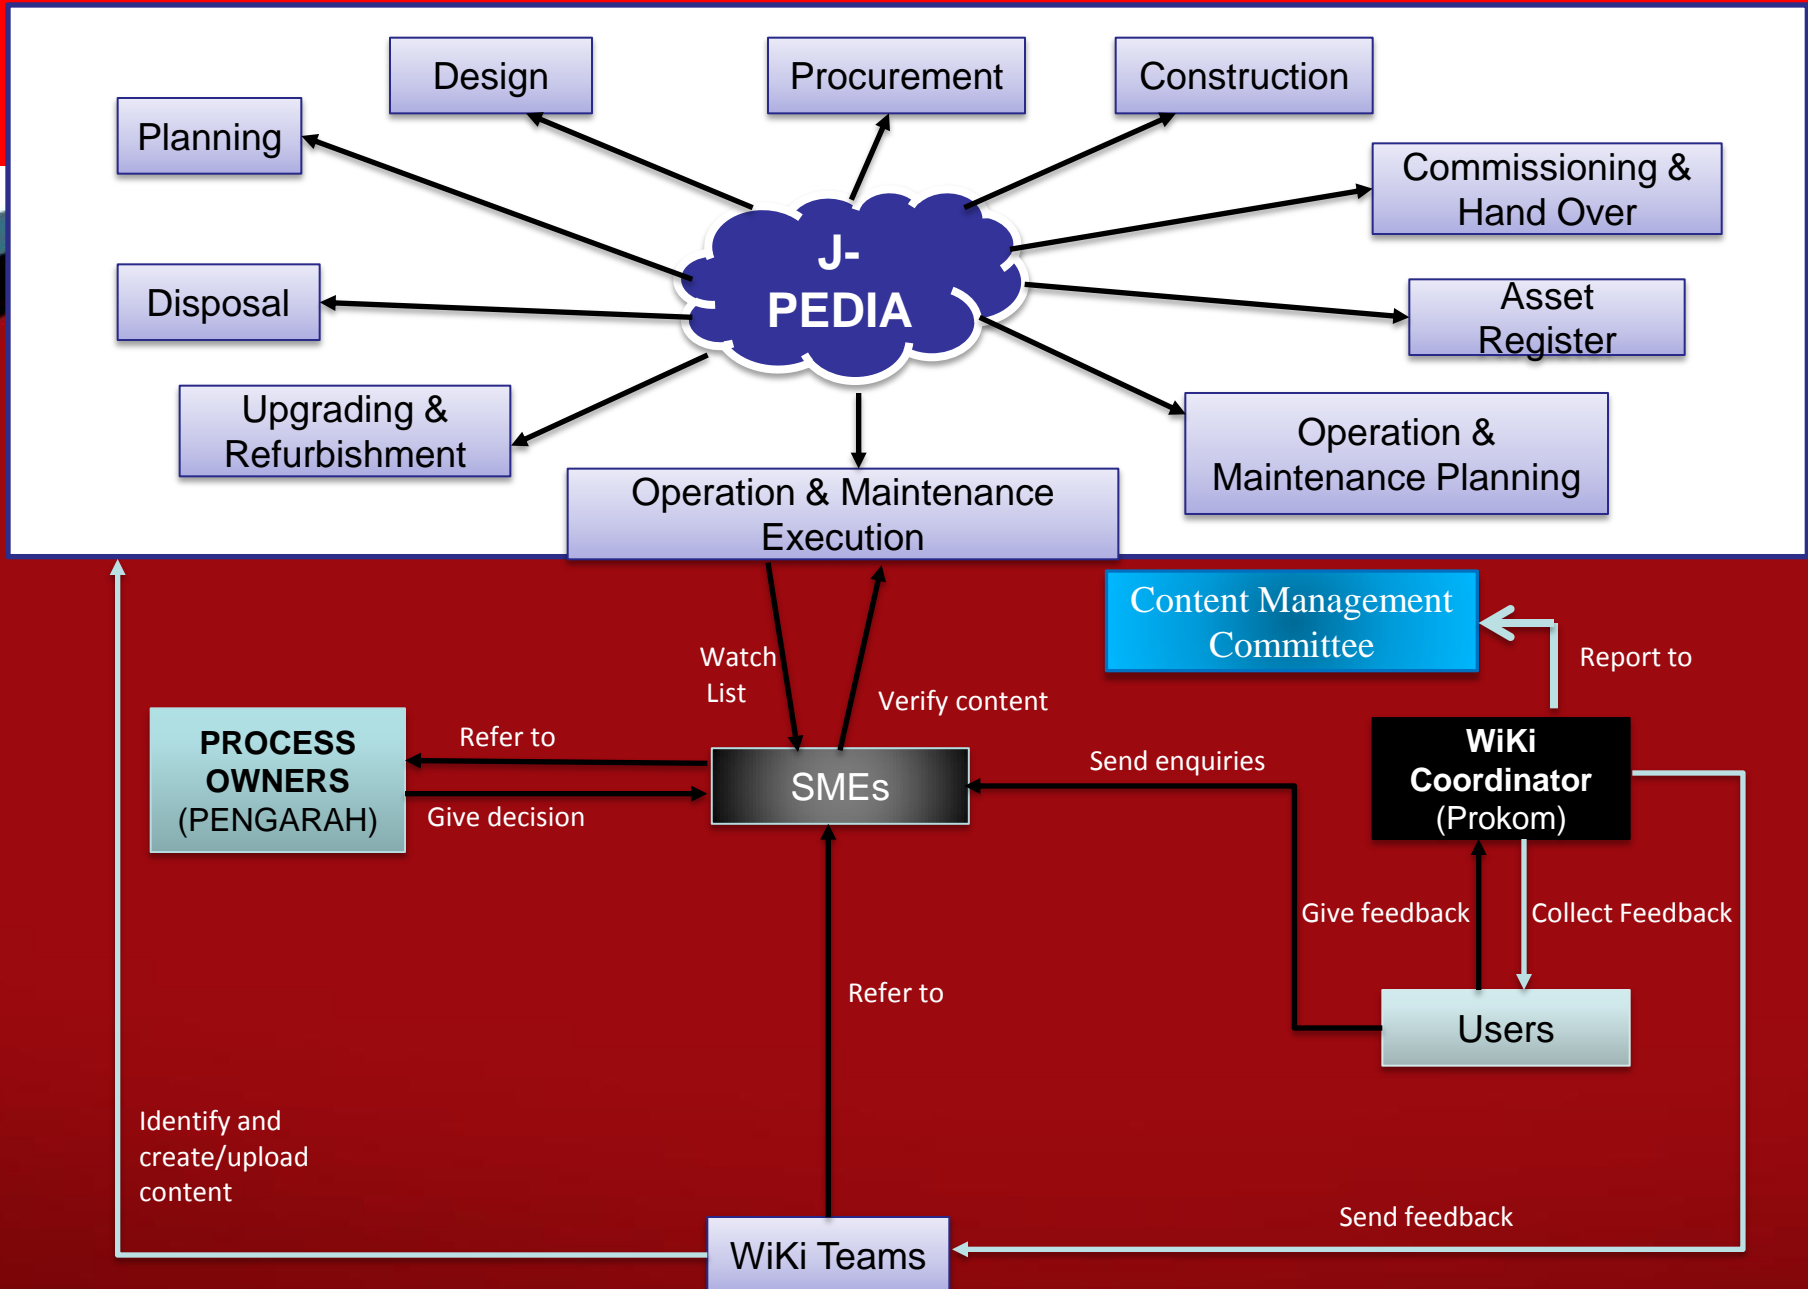 Design
Procurement
Construction
Planning
Commissioning &
Hand Over
J-
PEDIA
Disposal
Asset
Register
Upgrading &
Refurbishment
Operation &
Maintenance Planning
Operation & Maintenance
Execution
Content Management
Committee
Watch
List
Verify content
Report to
PROCESS
OWNERS
(PENGARAH)
Refer to
Give decision
SMEs
Send enquiries
WiKi
Coordinator
(Prokom)
Give feedback
Collect Feedback
Refer to
Users
Identify and
create/upload
content
Send feedback
WiKi Teams